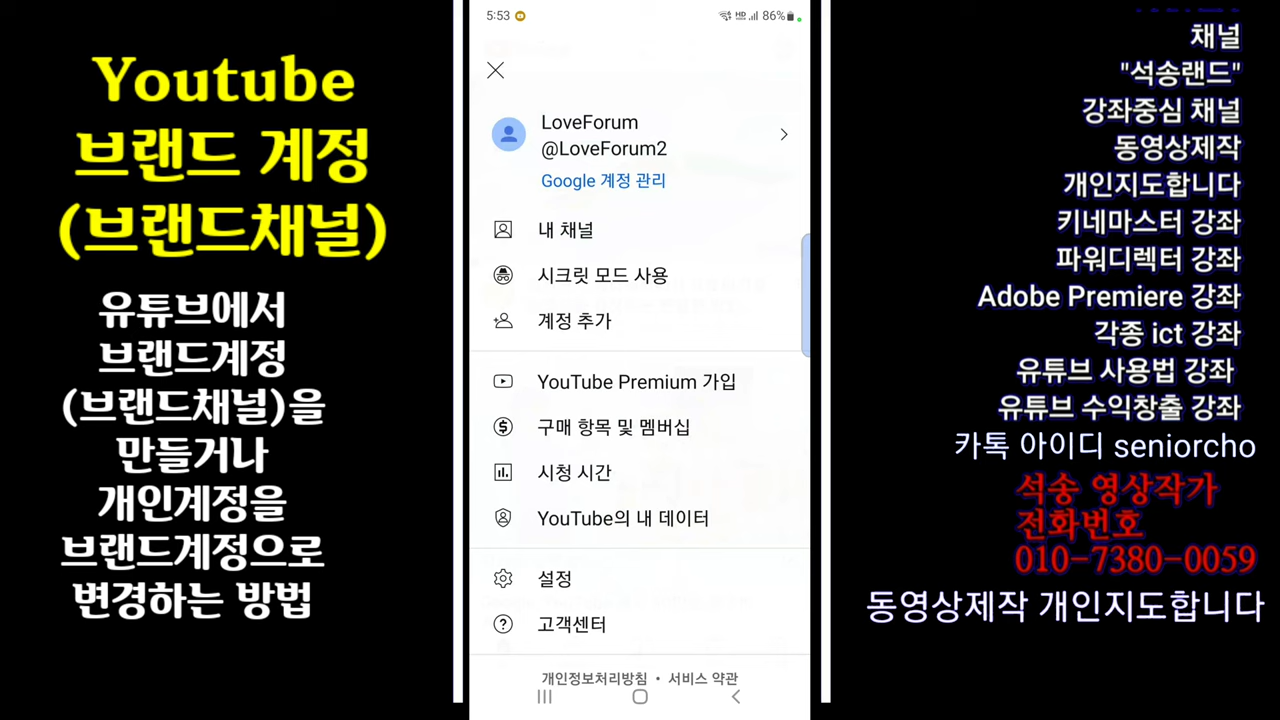 Youtube
브랜드 계정
(브랜드채널)
유튜브에서
브랜드계정
(브랜드채널)을
만들거나
개인계정을
브랜드계정으로
변경하는 방법
5:53
86%
LoveForum
@LoveForum2
Google 계정 관리
내 채널
시크릿 모드 사용
계정 추가
YouTube Premium 가입
구매 항목 및 멤버십
시청 시간
YouTube의 내 데이터
설정
고객센터
개인정보처리방침 • 서비스 약관
채널
"석송랜드"
강좌중심 채널
동영상제작
개인지도합니다
키네마스터 강좌
파워디렉터 강좌
Adobe Premiere 강좌
각종 ict 강좌
유튜브 사용법 강좌
유튜브 수익창출 강좌
카톡 아이디 seniorcho
석송 영상작가
전화번호
010-7380-0059
동영상제작 개인지도합니다